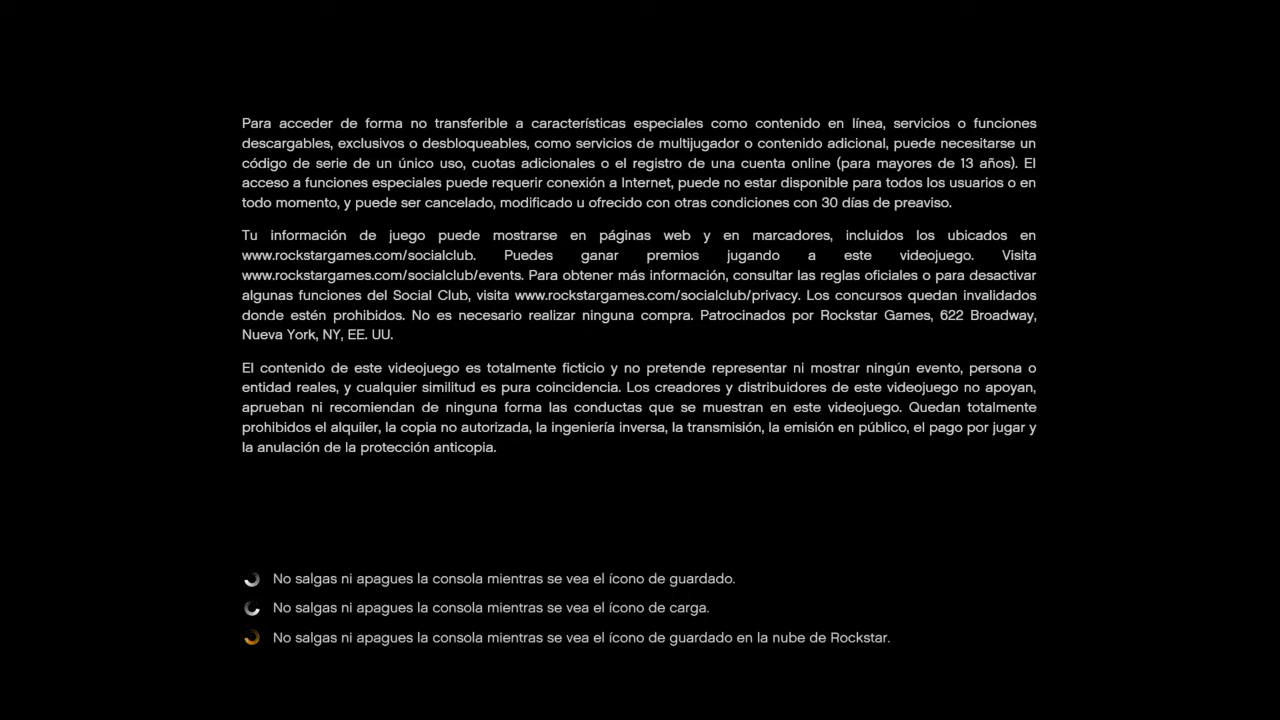 Para acceder de forma no transferible a características especiales como contenido en línea, servicios o funciones
descargables, exclusivos o desbloqueables, como servicios de multijugador o contenido adicional, puede necesitarse un
código de serie de un único uso, cuotas adicionales o el registro de una cuenta online (para mayores de 13 años). El
acceso a funciones especiales puede requerir conexión a Internet, puede no estar disponible para todos los usuarios o en
todo momento, y puede ser cancelado, modificado u ofrecido con otras condiciones con 30 días de preaviso.
Tu información de juego puede mostrarse en páginas web y en marcadores, incluidos los ubicados en
www.rockstargames.com/socialclub. Puedes ganar premios jugando a este videojuego. Visita
www.rockstargames.com/socialclub/events. Para obtener más información, consultar las reglas oficiales o para desactivar
algunas funciones del Social Club, visita www.rockstargames.com/socialclub/privacy. Los concursos quedan invalidados
donde estén prohibidos. No es necesario realizar ninguna compra. Patrocinados por Rockstar Games, 622 Broadway,
Nueva York, NY, EE. UU.
El contenido de este videojuego es totalmente ficticio y no pretende representar ni mostrar ningún evento, persona o
entidad reales, y cualquier similitud es pura coincidencia. Los creadores y distribuidores de este videojuego no apoyan,
aprueban ni recomiendan de ninguna forma las conductas que se muestran en este videojuego. Quedan totalmente
prohibidos el alquiler, la copia no autorizada, la ingeniería inversa, la transmisión, la emisión en público, el pago por jugar y
la anulación de la protección anticopia.
No salgas ni apagues la consola mientras se vea el ícono de guardado.
No salgas ni apagues la consola mientras se vea el ícono de carga.
No salgas ni apagues la consola mientras se vea el ícono de guardado en la nube de Rockstar.